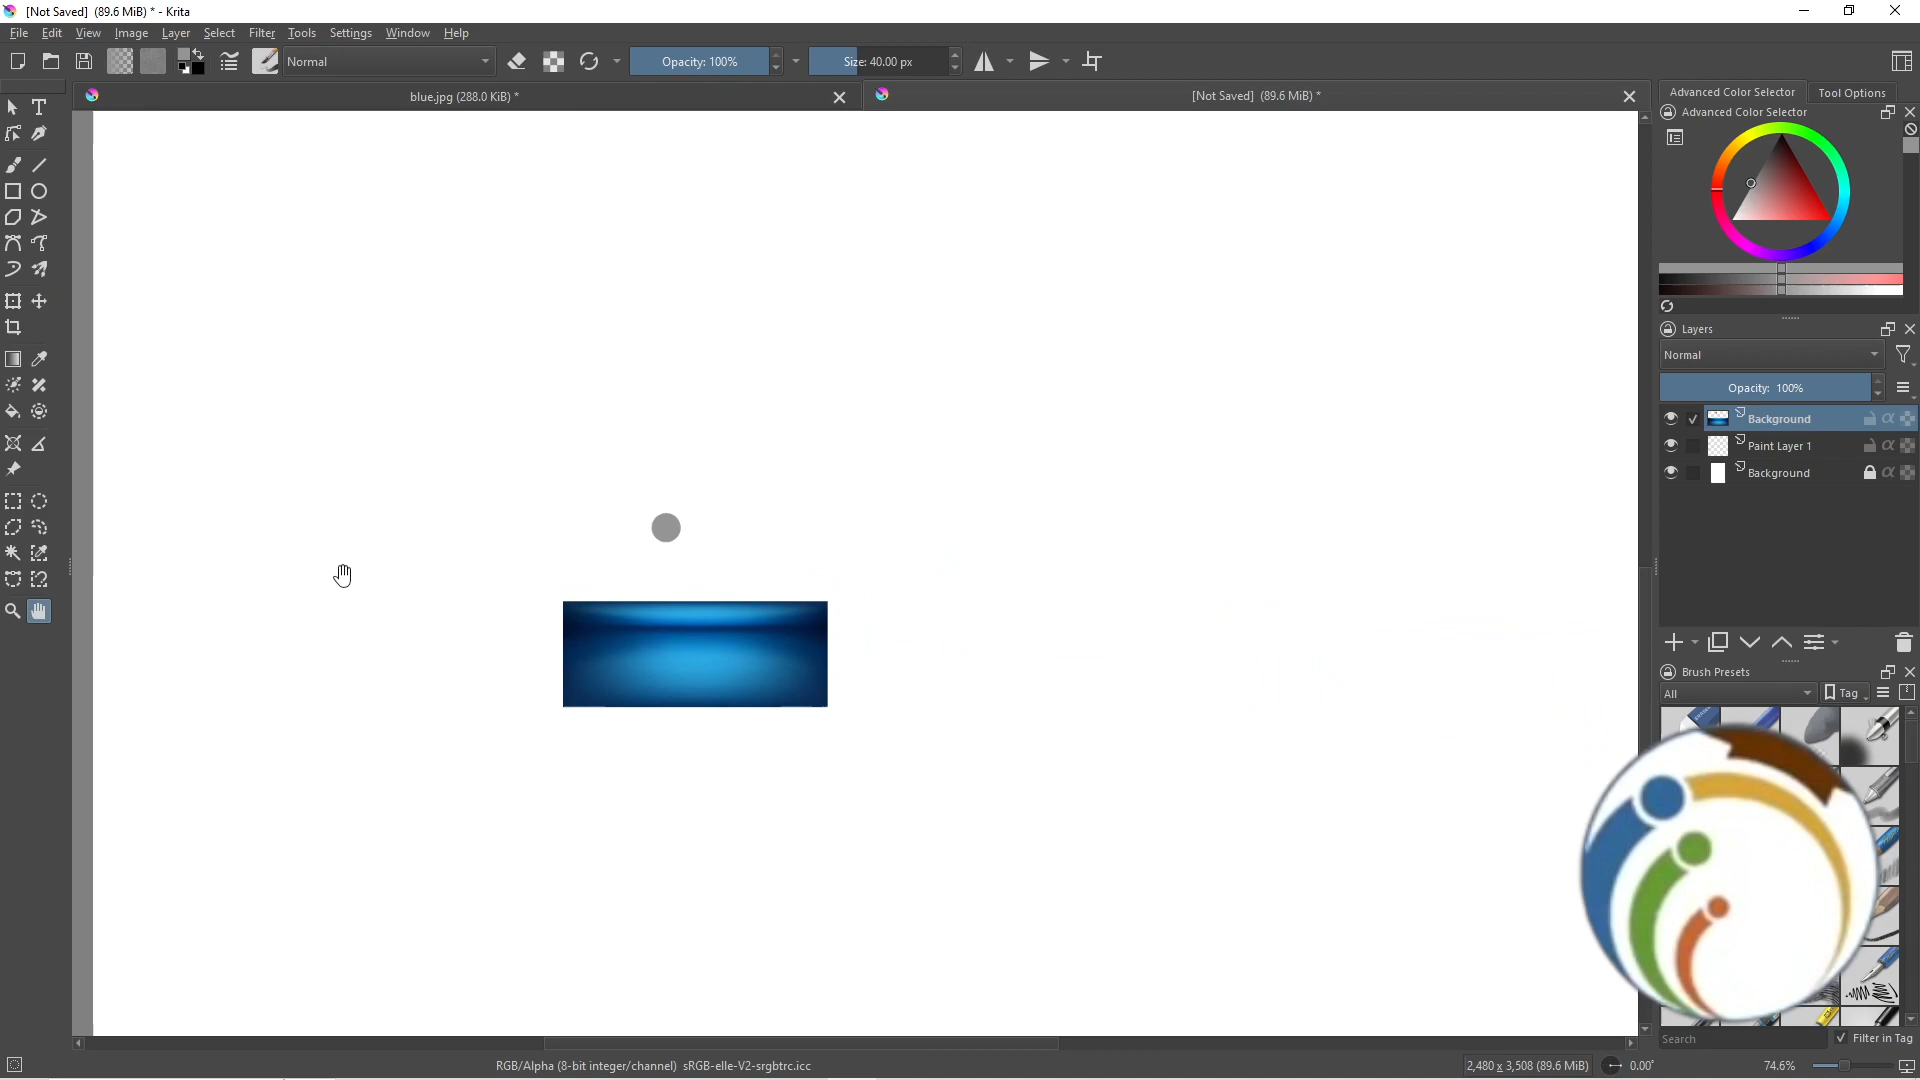 [Not Saved] (89.6 MiB) * - Krita
File Edit View Image Layer Select Filter Tools Settings Window Help
Normal Opacity: 100% Size: 40.00 px
blue.jpg (288.0 KiB) * [Not Saved] (89.6 MiB) *
Advanced Color Selector Tool Options
Advanced Color Selector
Layers
Normal
Opacity: 100%
Background
Paint Layer 1
Background
Brush Presets
All Tag
Search Filter in Tag
RGB/Alpha (8-bit integer/channel) sRGB-elle-V2-srgbtrc.icc 2,480 x 3,508 (89.6 MiB) 0.00° 74.6%